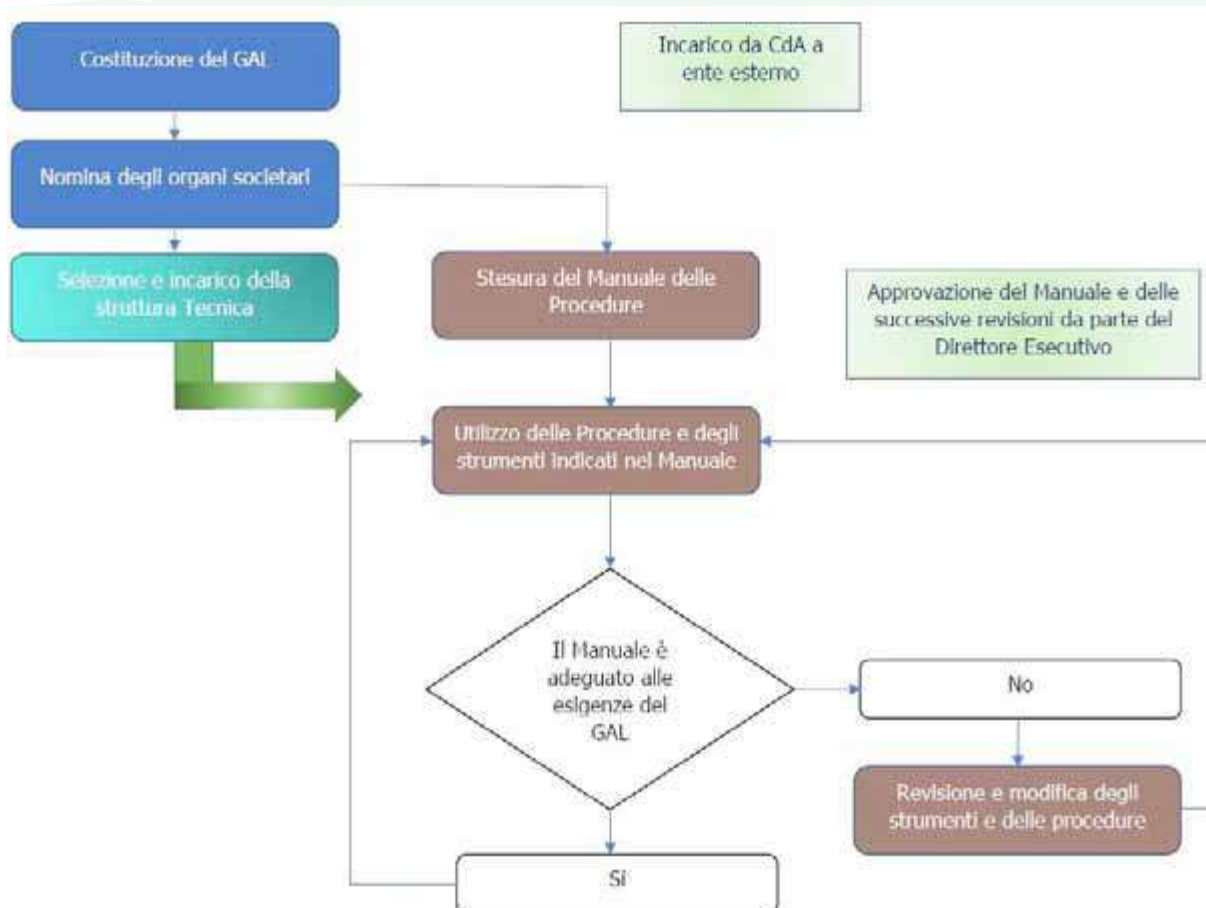 Costituzione del GAL
Incarico da CdA a
ente esterno
Nomina degli organi societari
Selezione e incarico della
struttura Tecnica
Stesura del Manuale delle
Procedure
Approvazione del Manuale e delle
successive revisioni da parte del
Direttore Esecutivo
Utilizzo delle Procedure e degli
strumenti indicati nel Manuale
Il Manuale è
adeguato alle
esigenze del
GAL
No
Revisione e modifica degli
strumenti e delle procedure
Si